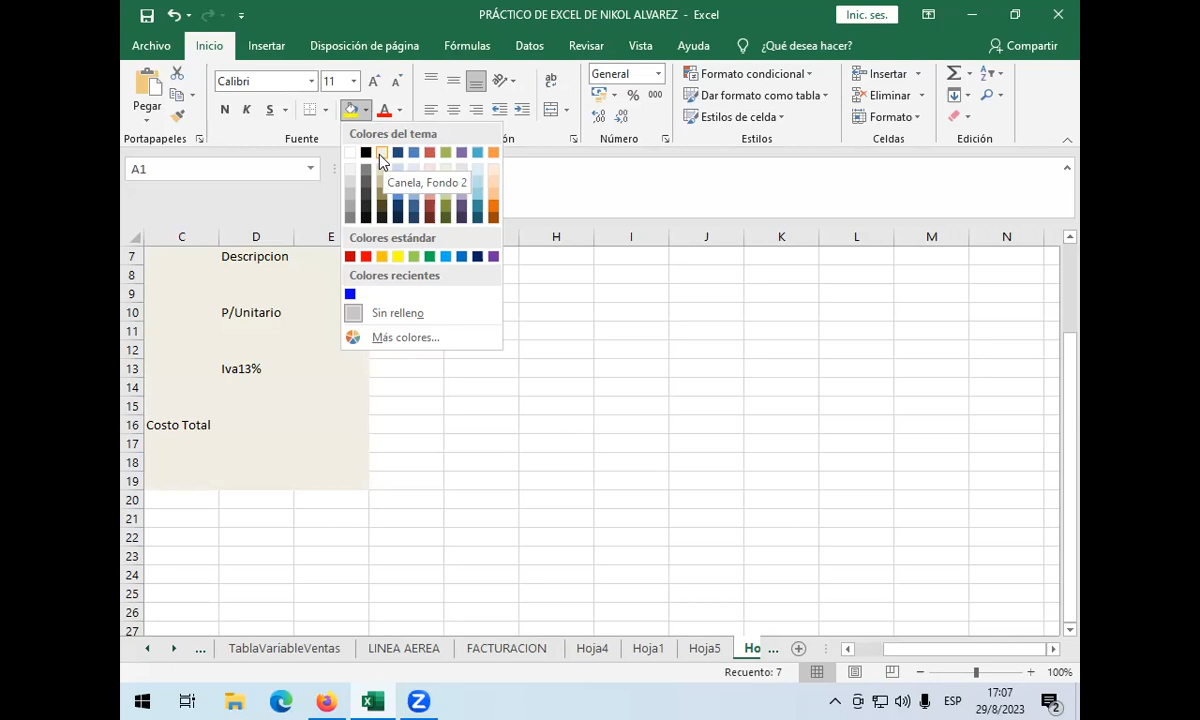 PRÁCTICO DE EXCEL DE NIKOL ALVAREZ - Excel
Inic. ses.
Archivo Inicio Insertar Disposición de página Fórmulas Datos Revisar Vista Ayuda ¿Qué desea hacer? Compartir
Pegar
Calibri 11
N K S
A A A
ab
General
% 000
Formato condicional
Dar formato como tabla
Estilos de celda
Insertar
Eliminar
Formato
Portapapeles Fuente Número Estilos Celdas Edición
Colores del tema
Canela, Fondo 2
Colores estándar
Colores recientes
Sin relleno
Más colores...
A1
C D E H I J K L M N
7 Descripcion
8
9
10 P/Unitario
11
12
13 Iva13%
14
15
16 Costo Total
17
18
19
20
21
22
23
24
25
26
27
... TablaVariableVentas LINEA AEREA FACTURACION Hoja4 Hoja1 Hoja5 Ho ...
Recuento: 7 100%
ESP 17:07
29/8/2023 2